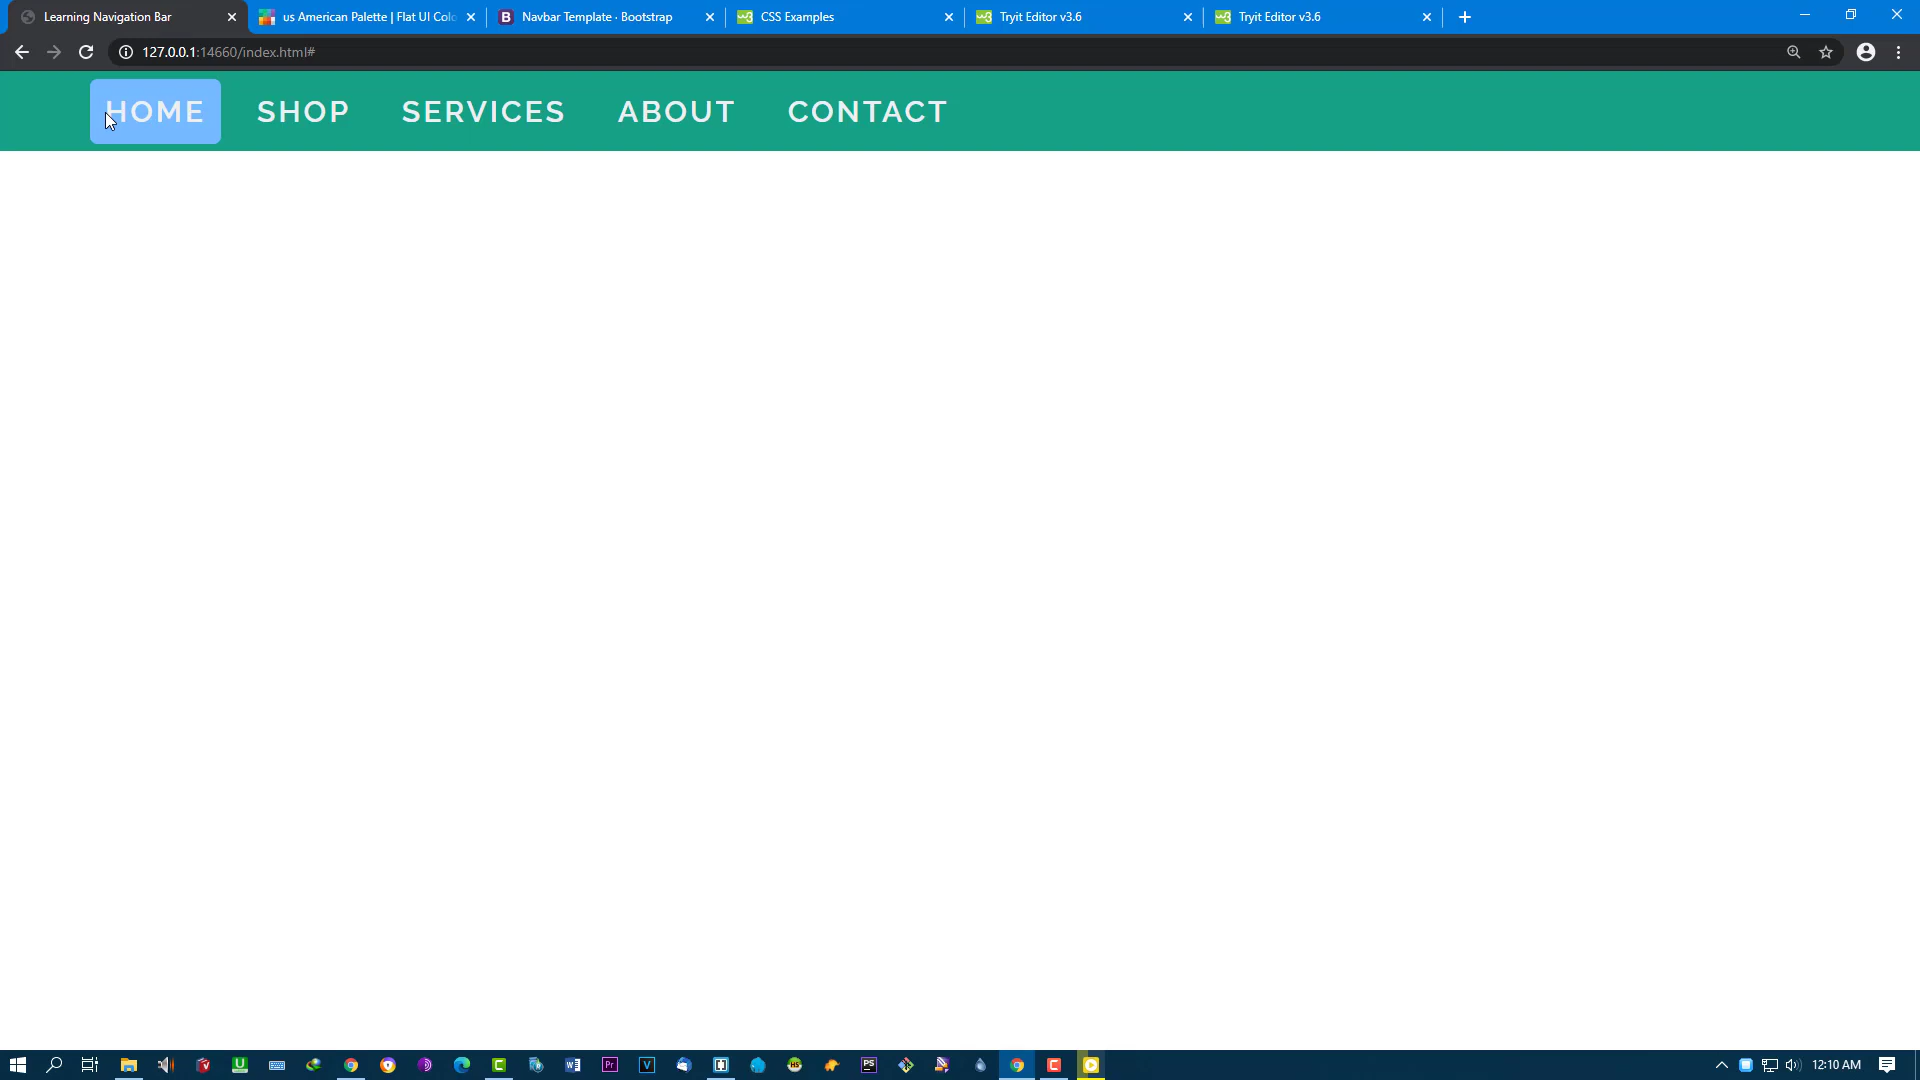 Learning Navigation Bar
us American Palette | Flat UI Colo
Navbar Template · Bootstrap
CSS Examples
Tryit Editor v3.6
Tryit Editor v3.6
127.0.0.1:14660/index.html#
HOME SHOP SERVICES ABOUT CONTACT
12:10 AM